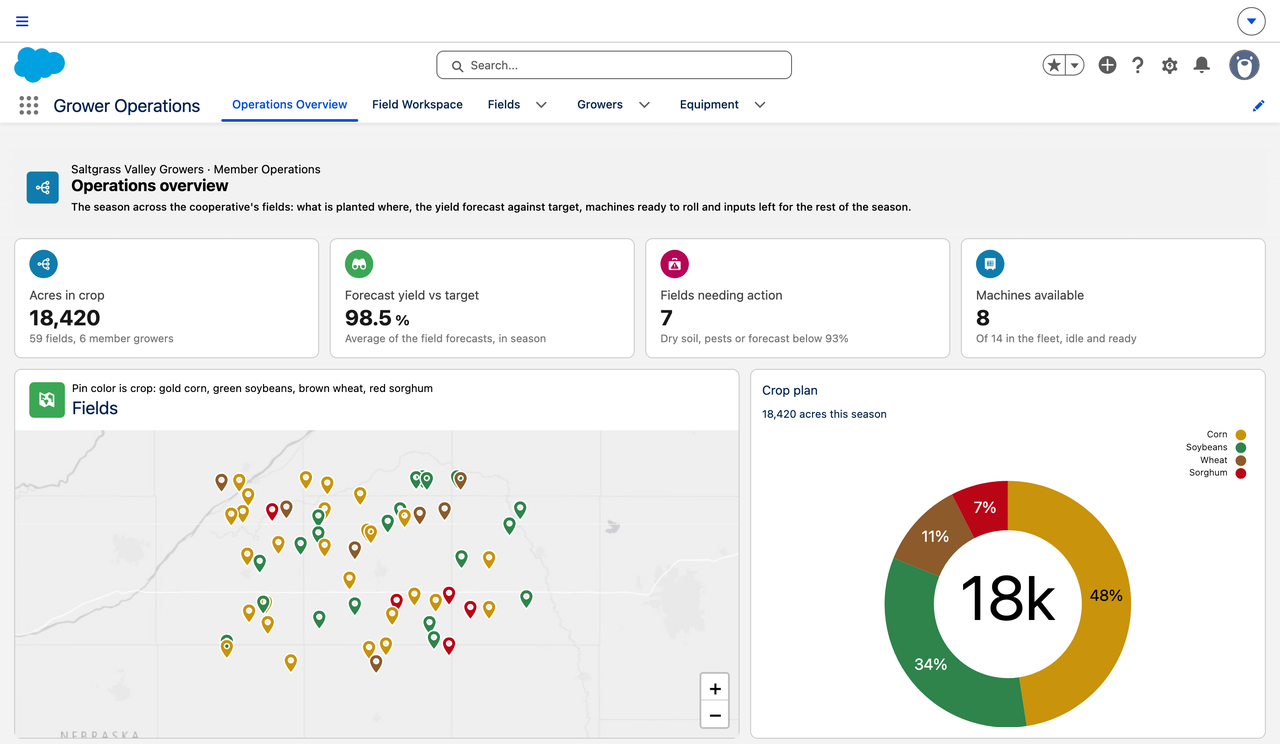 Search...
Grower Operations
Operations Overview
Field Workspace
Fields
Growers
Equipment
Saltgrass Valley Growers · Member Operations
Operations overview
The season across the cooperative's fields: what is planted where, the yield forecast against target, machines ready to roll and inputs left for the rest of the season.
Acres in crop
18,420
59 fields, 6 member growers
Forecast yield vs target
98.5 %
Average of the field forecasts, in season
Fields needing action
7
Dry soil, pests or forecast below 93%
Machines available
8
Of 14 in the fleet, idle and ready
Pin color is crop: gold corn, green soybeans, brown wheat, red sorghum
Fields
NEBRASKA
+
−
Crop plan
18,420 acres this season
Corn
Soybeans
Wheat
Sorghum
7%
11%
48%
34%
18k